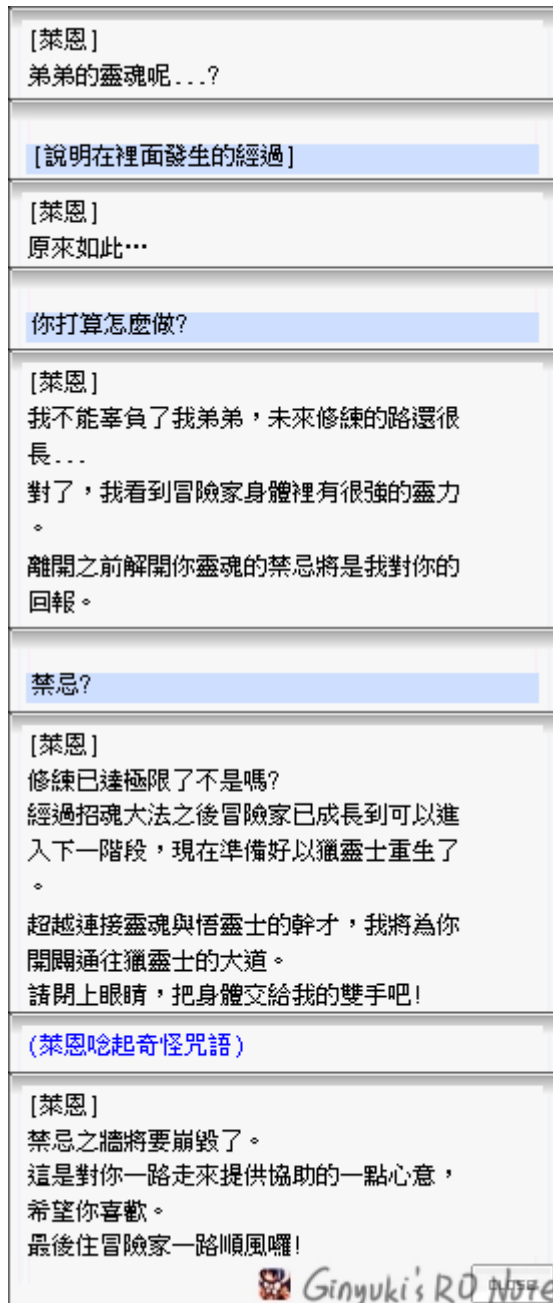 [萊恩]
弟弟的靈魂呢...?
[說明在裡面發生的經過]
[萊恩]
原來如此…
你打算怎麼做?
[萊恩]
我不能辜負了我弟弟，未來修練的路還很
長...
對了，我看到冒險家身體裡有很強的靈力
。
離開之前解開你靈魂的禁忌將是我對你的
回報。
禁忌?
[萊恩]
修練已達極限了不是嗎?
經過招魂大法之後冒險家已成長到可以進
入下一階段，現在準備好以獵靈士重生了
。
超越連接靈魂與悟靈士的幹才，我將為你
開闢通往獵靈士的大道。
請閉上眼睛，把身體交給我的雙手吧!
(萊恩唸起奇怪咒語)
[萊恩]
禁忌之牆將要崩毀了。
這是對你一路走來提供協助的一點心意，
希望你喜歡。
最後住冒險家一路順風囉!
Ginyuki's RO Note